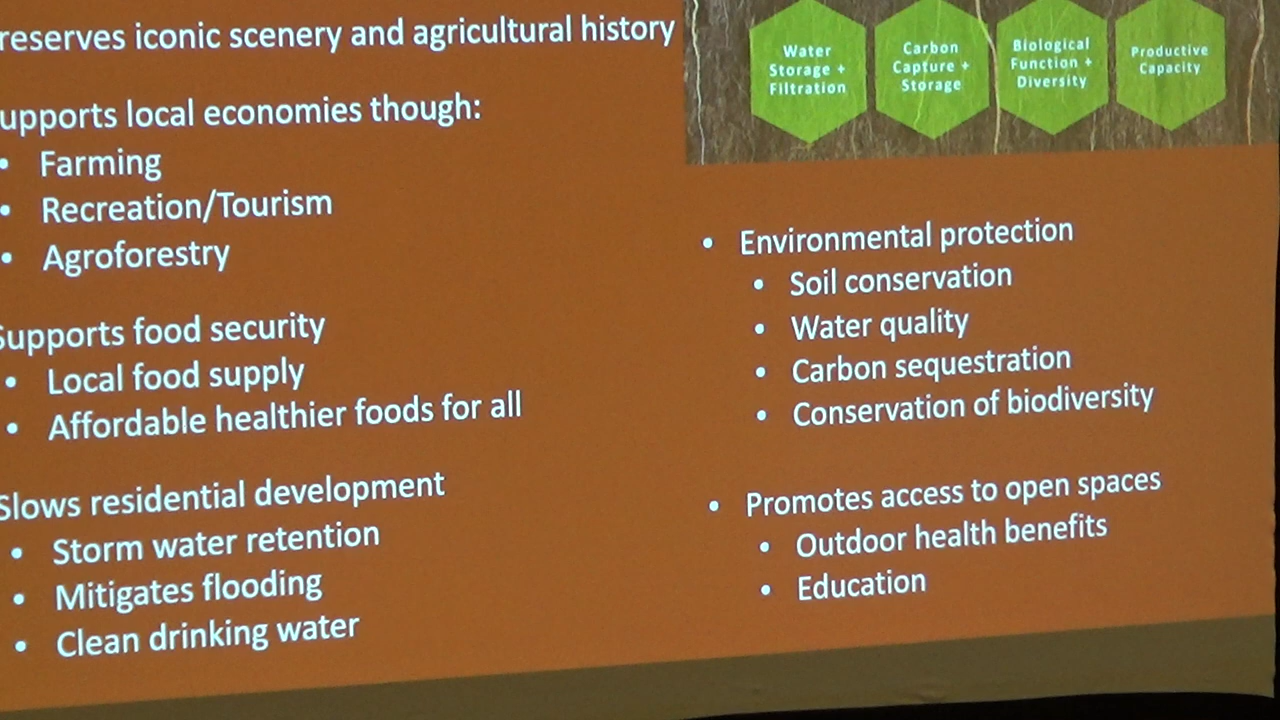 reserves iconic scenery and agricultural history
upports local economies though:
• Farming
• Recreation/Tourism
• Agroforestry
Supports food security
• Local food supply
• Affordable healthier foods for all
Slows residential development
• Storm water retention
• Mitigates flooding
• Clean drinking water
Water
Storage +
Filtration
Carbon
Capture +
Storage
Biological
Function +
Diversity
Productive
Capacity
• Environmental protection
• Soil conservation
• Water quality
• Carbon sequestration
• Conservation of biodiversity
• Promotes access to open spaces
• Outdoor health benefits
• Education